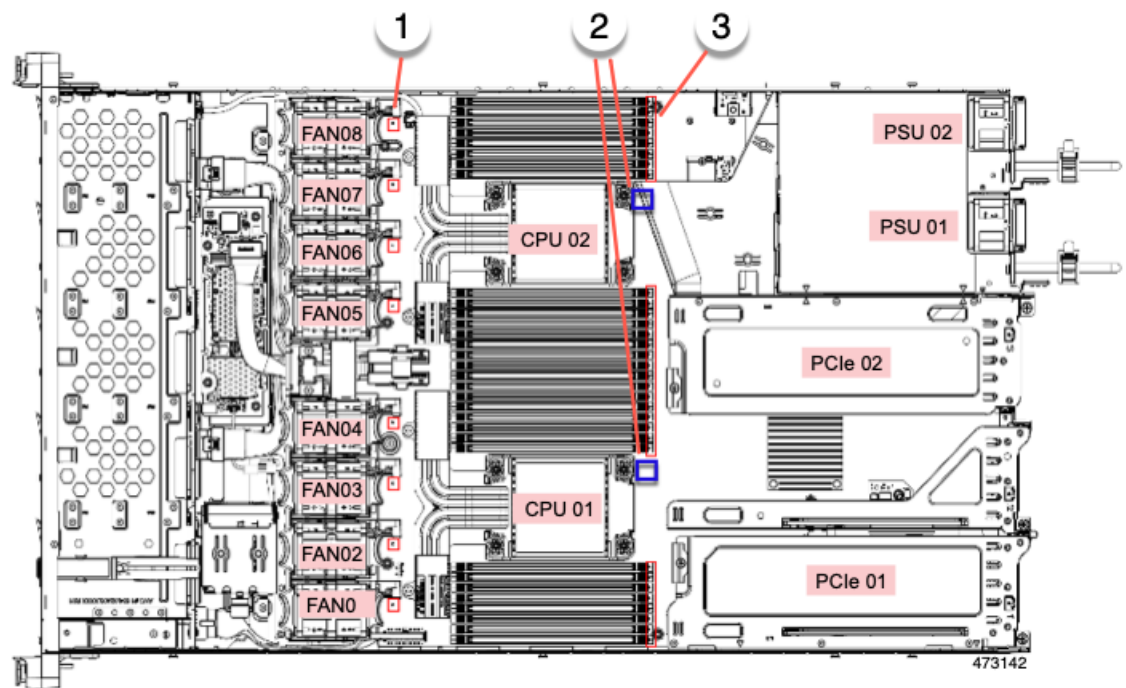 1
2
3
FAN08
PSU 02
FAN07
PSU 01
CPU 02
FAN06
FAN05
PCIe 02
FAN04
FAN03
CPU 01
FAN02
PCIe 01
FAN0
473142